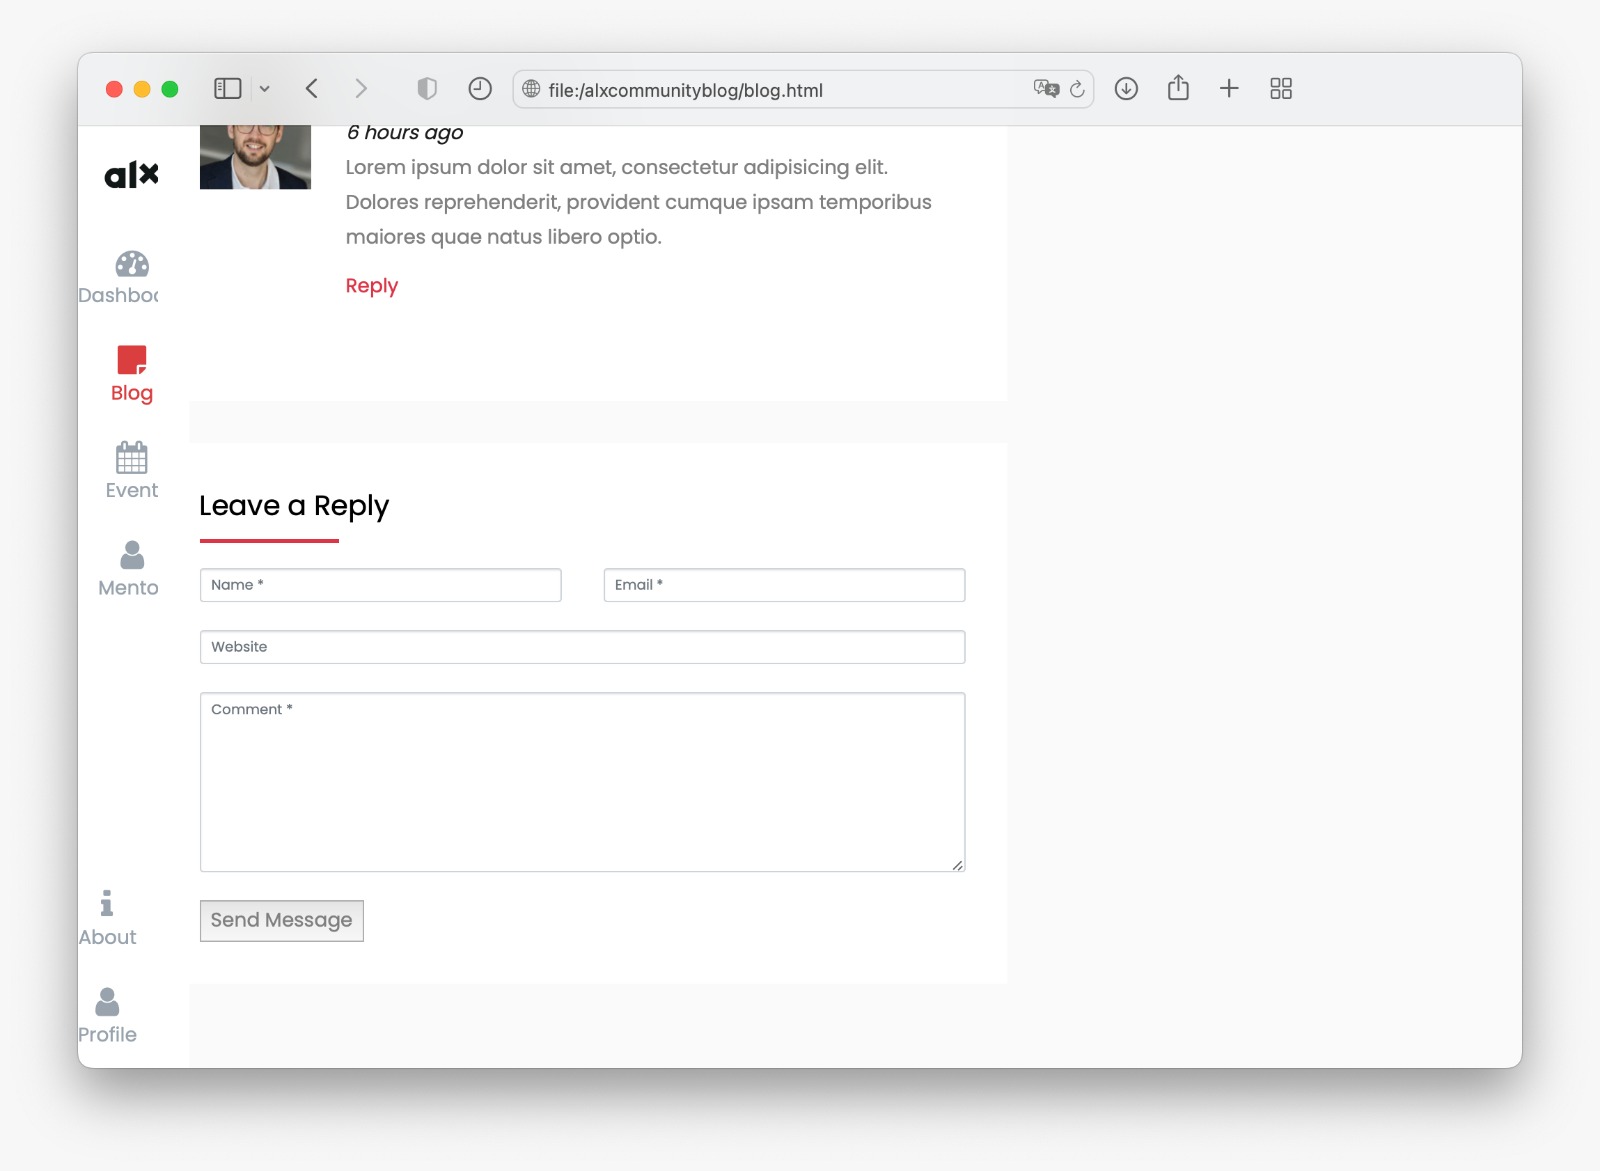 file:/alxcommunityblog/blog.html
alx
Dashboa
Blog
Event
Mento
About
Profile
6 hours ago
Lorem ipsum dolor sit amet, consectetur adipisicing elit.
Dolores reprehenderit, provident cumque ipsam temporibus
maiores quae natus libero optio.
Reply
Leave a Reply
Name *
Email *
Website
Comment *
Send Message